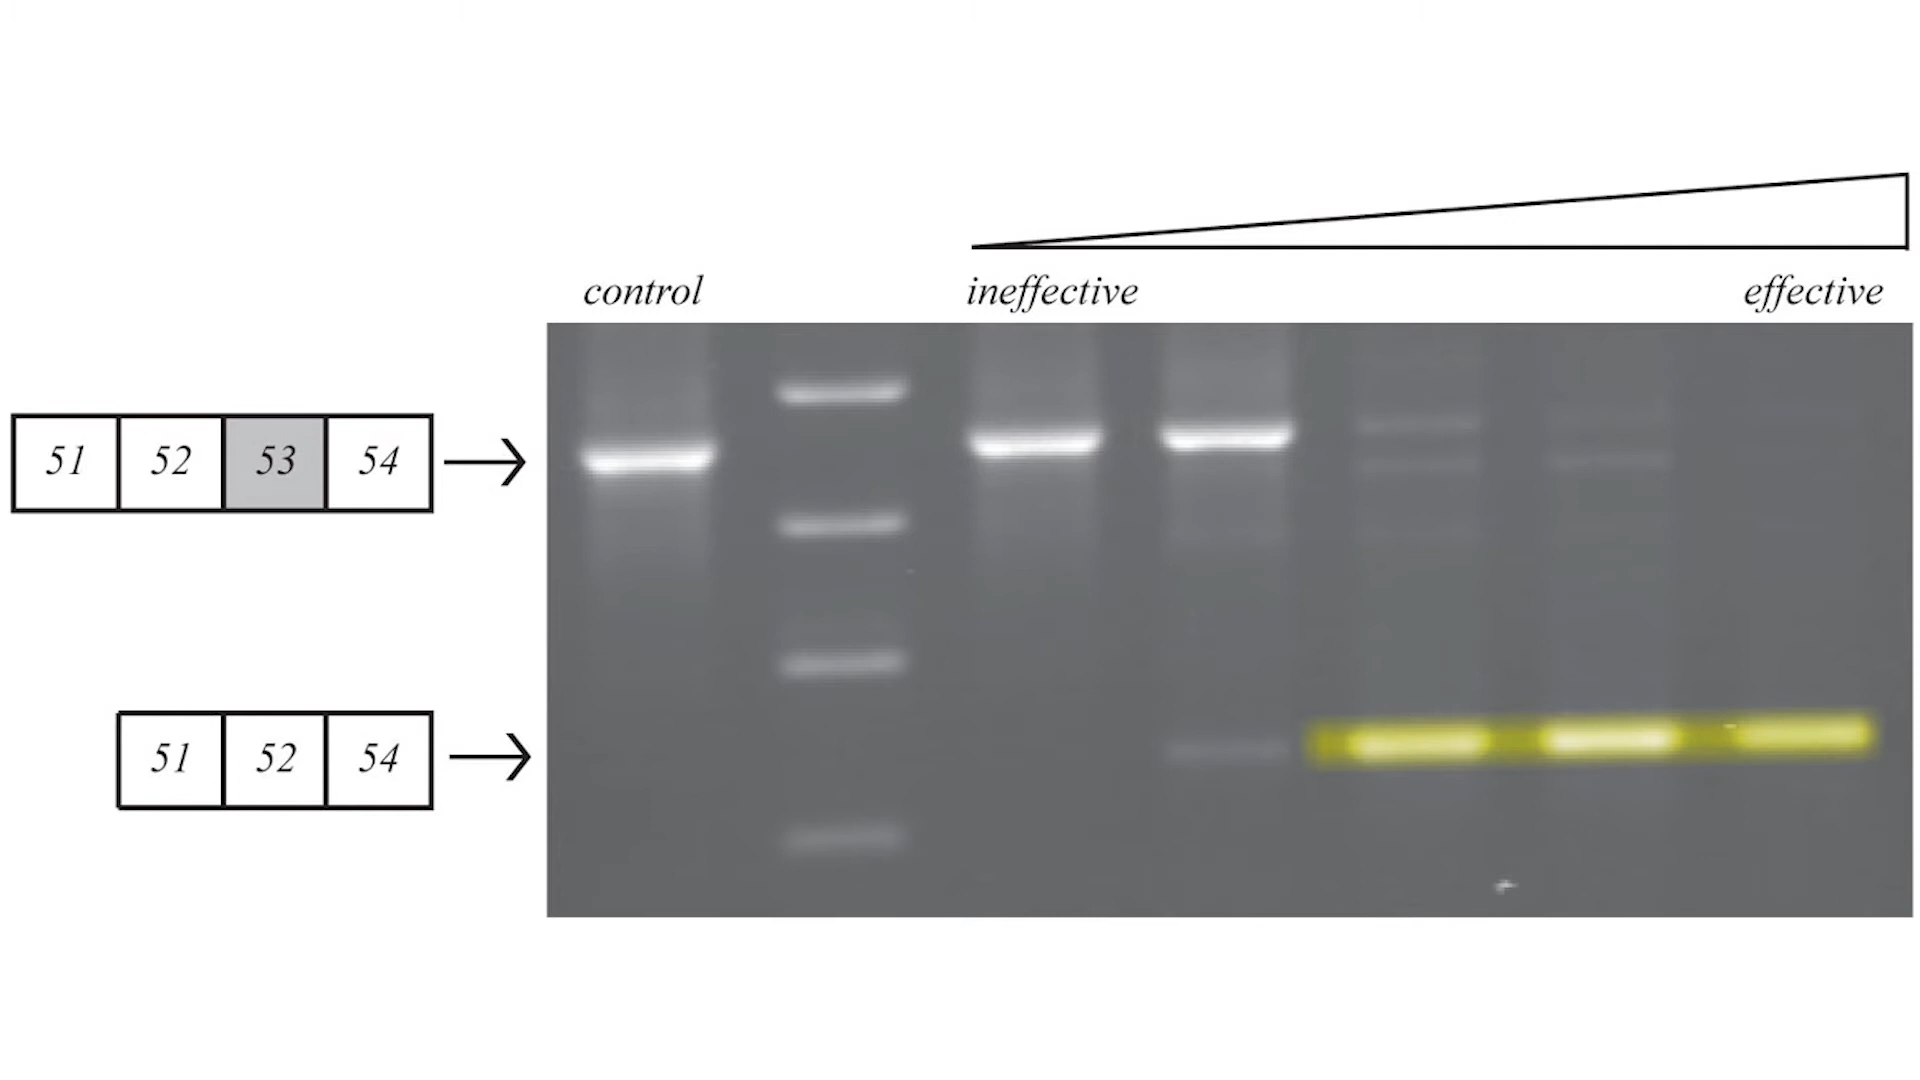 control
ineffective
effective
51 52 53 54
51 52 54